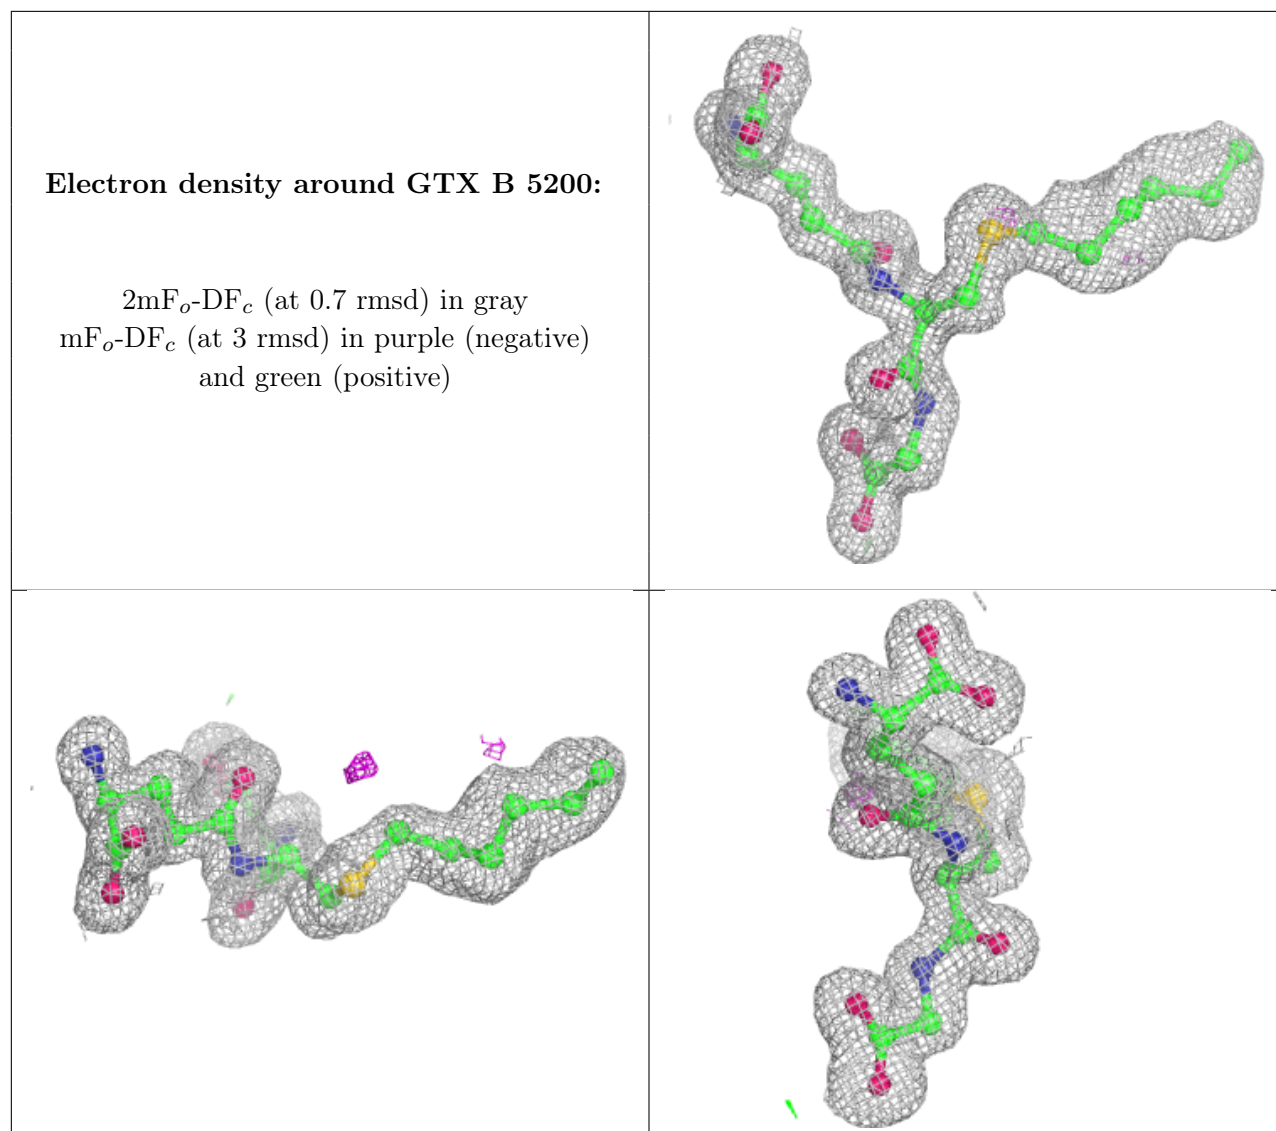 Electron density around GTX B 5200:
2mFo-DFc (at 0.7 rmsd) in gray
mFo-DFc (at 3 rmsd) in purple (negative)
and green (positive)